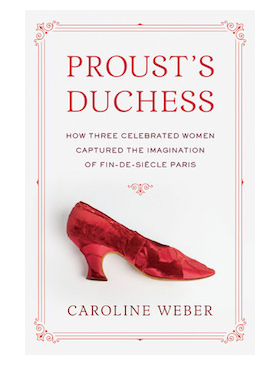 PROUST'S
DUCHESS
HOW THREE CELEBRATED WOMEN
CAPTURED THE IMAGINATION
OF FIN-DE-SIÈCLE PARIS
CAROLINE WEBER